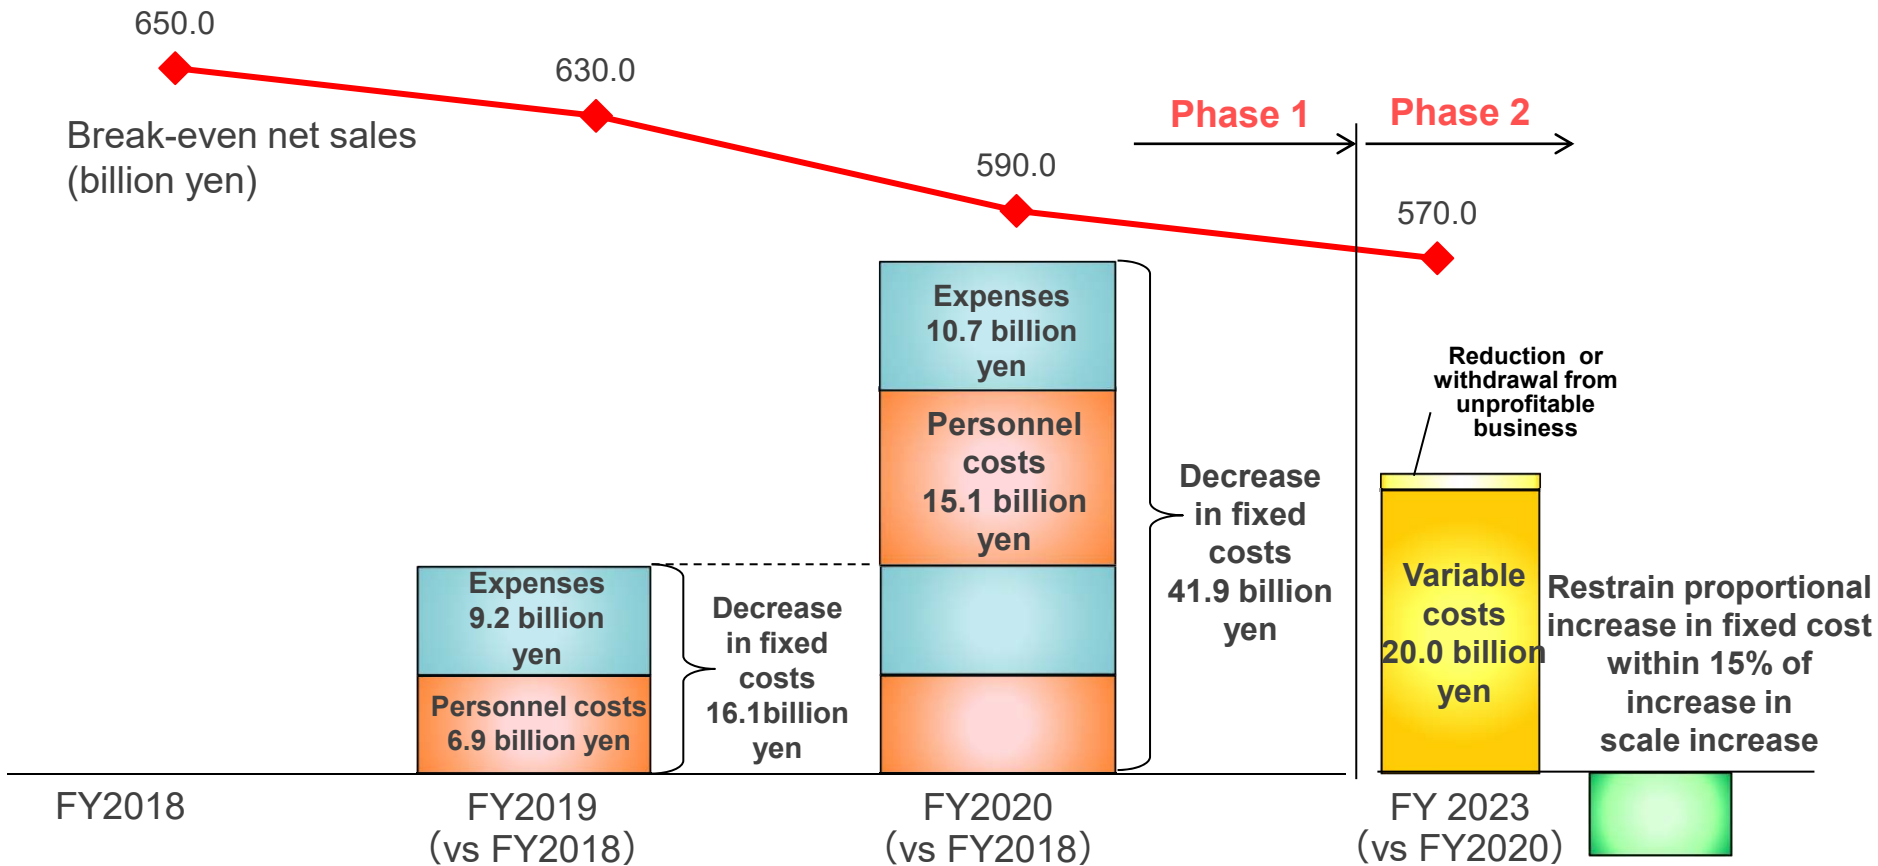 650.0
630.0
Break-even net sales
(billion yen)
590.0
Phase 1
Phase 2
570.0
Expenses
10.7 billion
yen
Personnel
costs
15.1 billion
yen
Decrease
in fixed
costs
41.9 billion
yen
Expenses
9.2 billion
yen
Personnel costs
6.9 billion yen
Decrease
in fixed
costs
16.1billion
yen
Reduction or
withdrawal from
unprofitable
business
Variable
costs
20.0 billion
yen
Restrain proportional
increase in fixed cost
within 15% of
increase in
scale increase
FY2018
FY2019
（vs FY2018）
FY2020
（vs FY2018）
FY 2023
（vs FY2020）